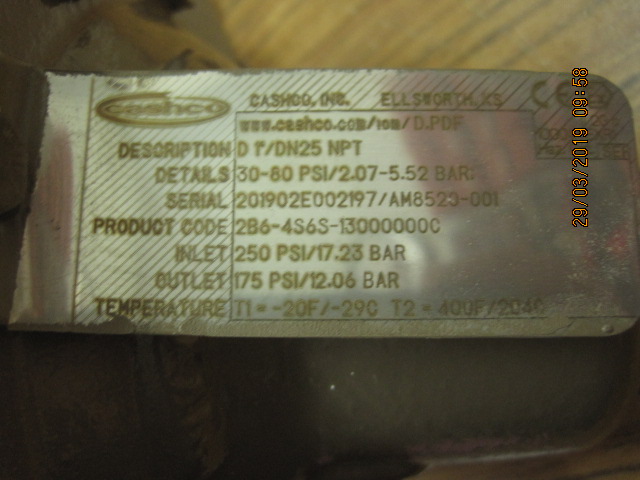 Cashco
CASHCO, INC. ELLSWORTH, KS
www.cashco.com/iom/D.PDF
DESCRIPTION D 1"/DN25 NPT
DETAILS 30-80 PSI/2.07-5.52 BAR;
SERIAL 201902E002197/AM8520-001
PRODUCT CODE 2B6-4S6S-13000000C
INLET 250 PSI/17.23 BAR
OUTLET 175 PSI/12.06 BAR
TEMPERATURE T1 = -20F/-29C T2 = 400F/204C
29/03/2019 09:58